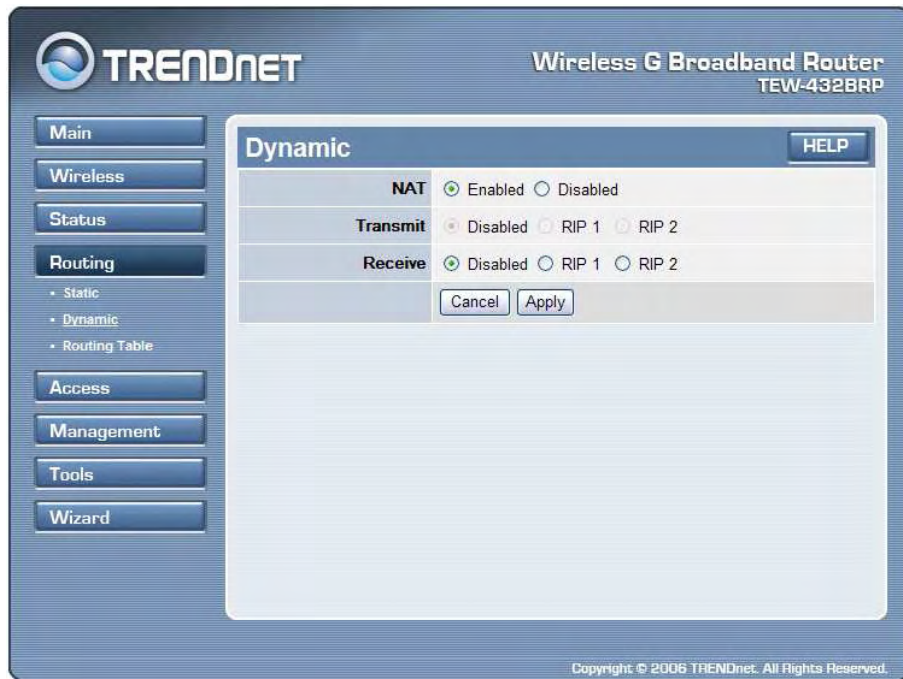 TRENDNET
Wireless G Broadband Router
TEW-432BRP
Main
Wireless
Status
Routing
• Static
• Dynamic
• Routing Table
Access
Management
Tools
Wizard
Dynamic
HELP
NAT Enabled Disabled
Transmit Disabled RIP 1 RIP 2
Receive Disabled RIP 1 RIP 2
Cancel Apply
Copyright © 2006 TRENDnet. All Rights Reserved.